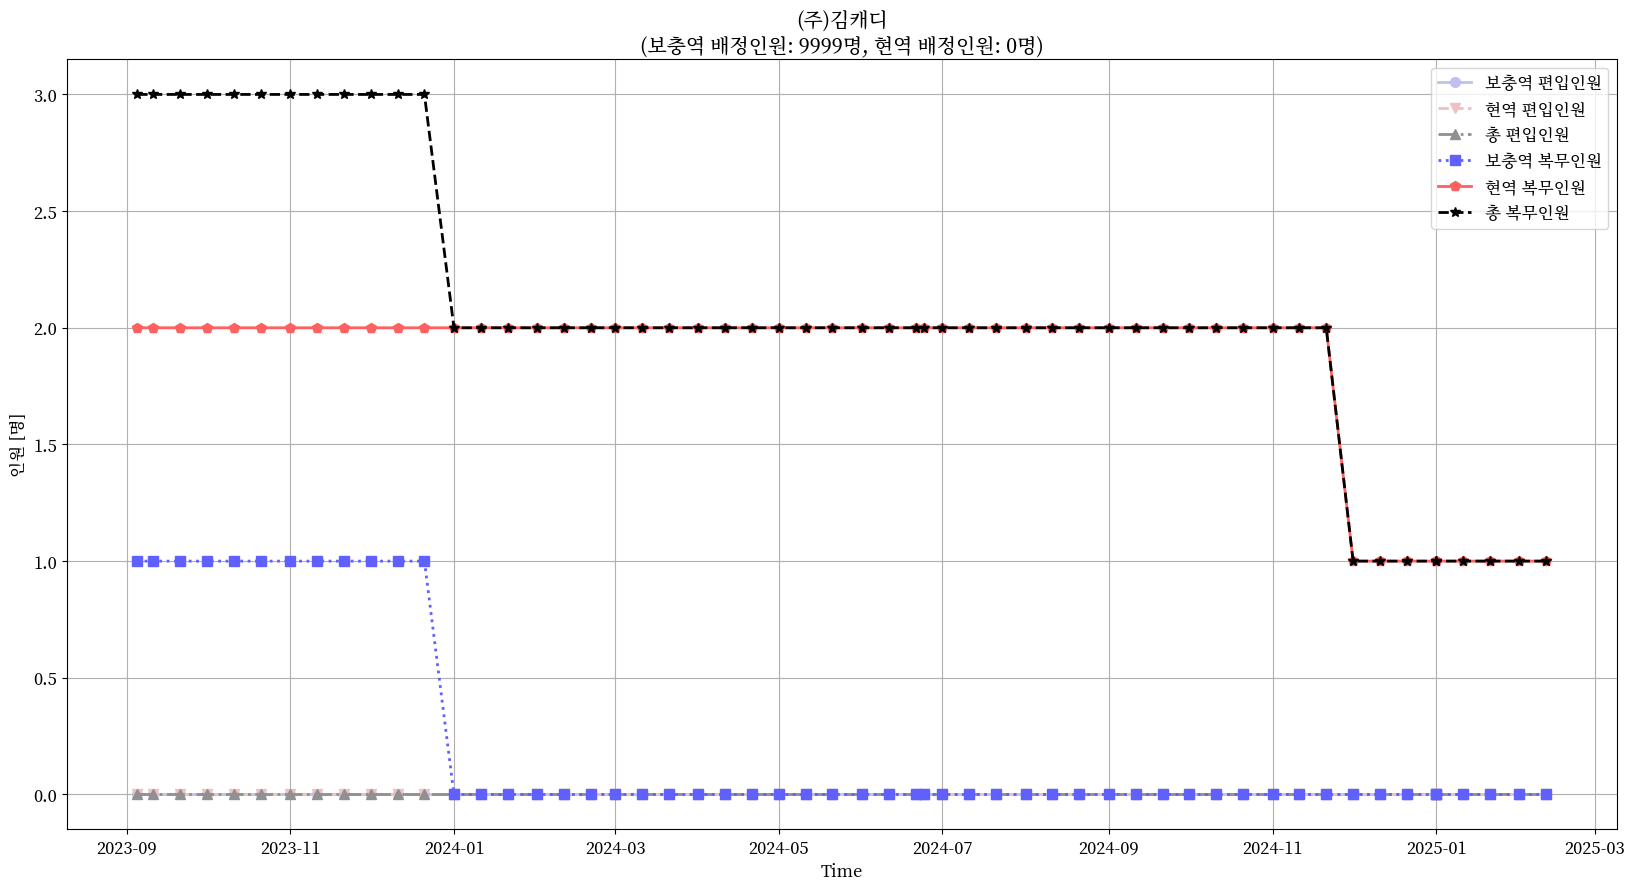 (주)김캐디
(보충역 배정인원: 9999명, 현역 배정인원: 0명)
보충역 편입인원
현역 편입인원
총 편입인원
보충역 복무인원
현역 복무인원
총 복무인원
인원 [명]
3.0
2.5
2.0
1.5
1.0
0.5
0.0
2023-09
2023-11
2024-01
2024-03
2024-05
2024-07
2024-09
2024-11
2025-01
2025-03
Time